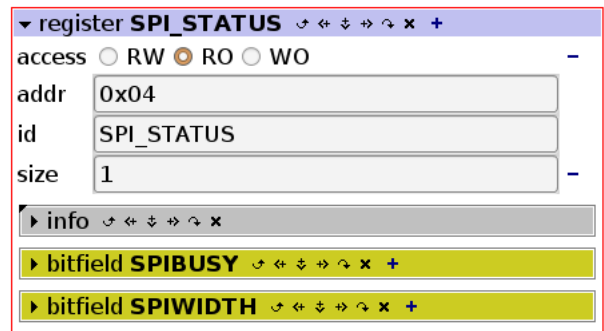 register SPI_STATUS
access RW RO WO
addr 0x04
id SPI_STATUS
size 1
info
bitfield SPIBUSY
bitfield SPIWIDTH